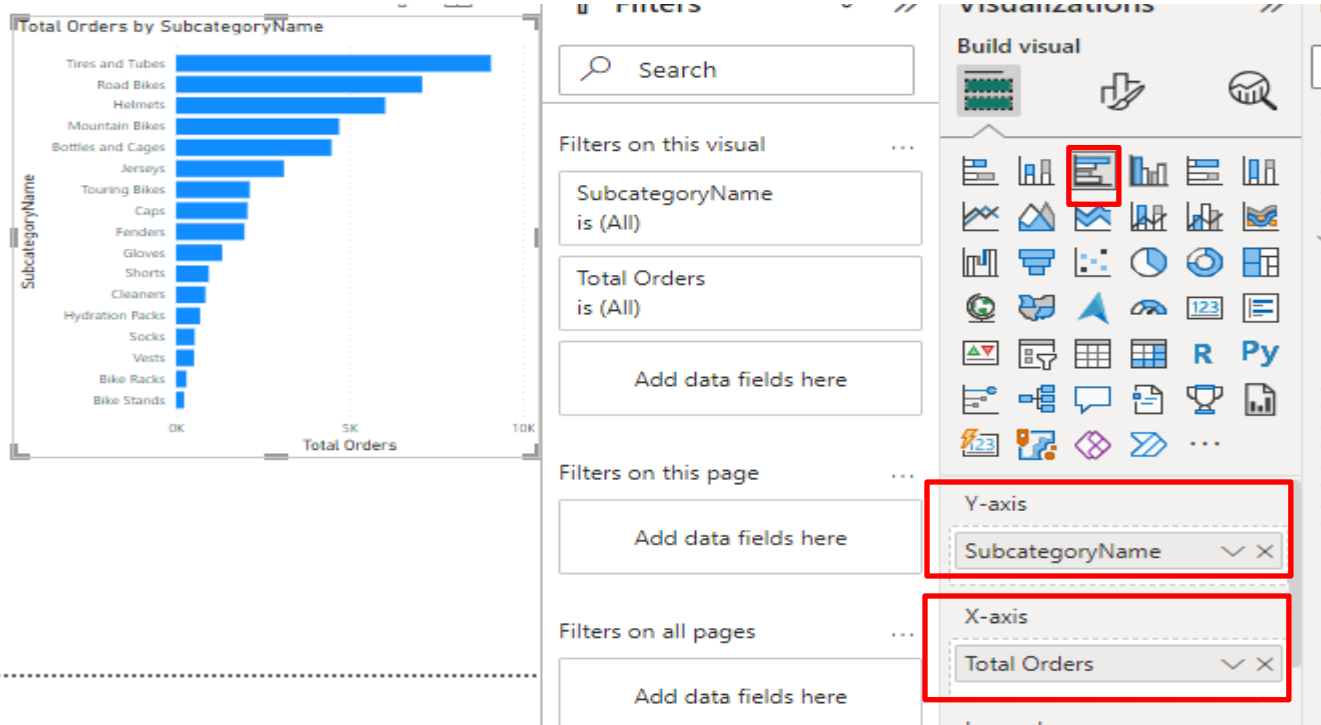 Total Orders by SubcategoryName
Tires and Tubes
Road Bikes
Helmets
Mountain Bikes
Bottles and Cages
Jerseys
Touring Bikes
Caps
Fenders
Gloves
Shorts
Cleaners
Hydration Packs
Socks
Vests
Bike Racks
Bike Stands
SubcategoryName
0K 5K 10K
Total Orders
Filters
Search
Filters on this visual ...
SubcategoryName
is (All)
Total Orders
is (All)
Add data fields here
Filters on this page ...
Add data fields here
Filters on all pages ...
Add data fields here
Visualizations
Build visual
123
R Py
123
...
Y-axis
SubcategoryName
X-axis
Total Orders